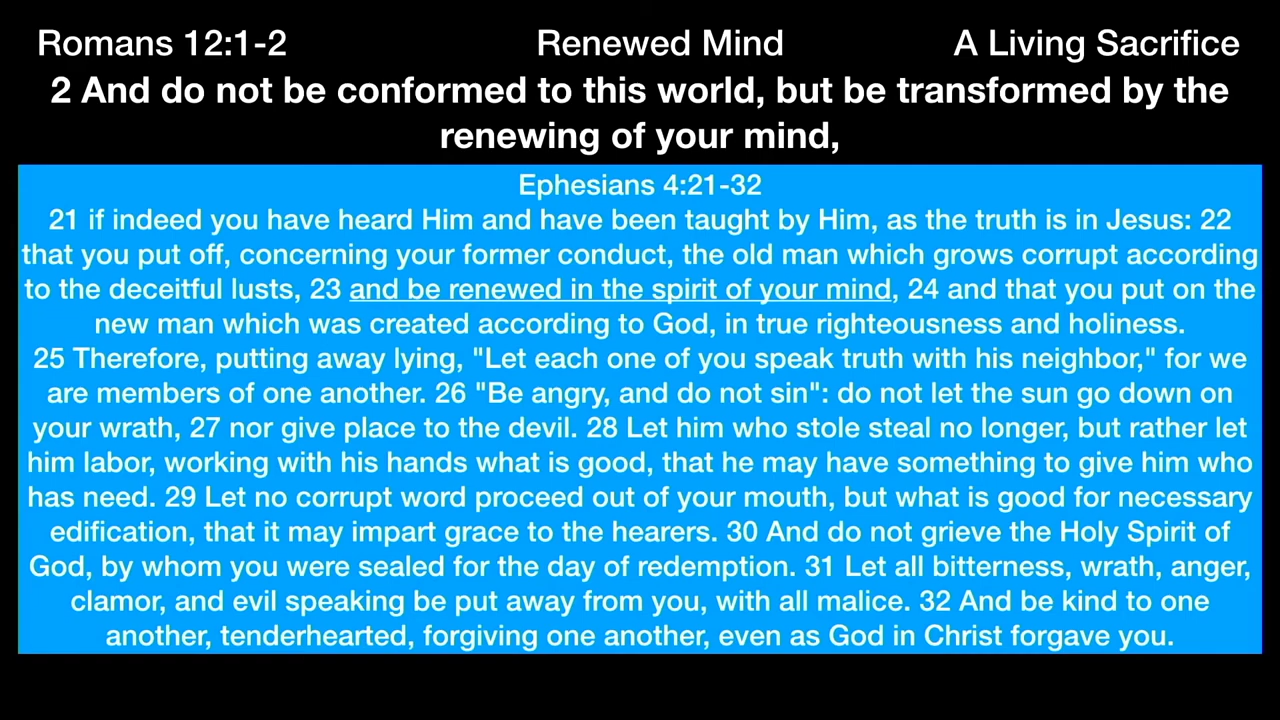 Romans 12:1-2 Renewed Mind A Living Sacrifice
2 And do not be conformed to this world, but be transformed by the
renewing of your mind,
Ephesians 4:21-32
21 if indeed you have heard Him and have been taught by Him, as the truth is in Jesus: 22
that you put off, concerning your former conduct, the old man which grows corrupt according
to the deceitful lusts, 23 and be renewed in the spirit of your mind, 24 and that you put on the
new man which was created according to God, in true righteousness and holiness.
25 Therefore, putting away lying, "Let each one of you speak truth with his neighbor," for we
are members of one another. 26 "Be angry, and do not sin": do not let the sun go down on
your wrath, 27 nor give place to the devil. 28 Let him who stole steal no longer, but rather let
him labor, working with his hands what is good, that he may have something to give him who
has need. 29 Let no corrupt word proceed out of your mouth, but what is good for necessary
edification, that it may impart grace to the hearers. 30 And do not grieve the Holy Spirit of
God, by whom you were sealed for the day of redemption. 31 Let all bitterness, wrath, anger,
clamor, and evil speaking be put away from you, with all malice. 32 And be kind to one
another, tenderhearted, forgiving one another, even as God in Christ forgave you.